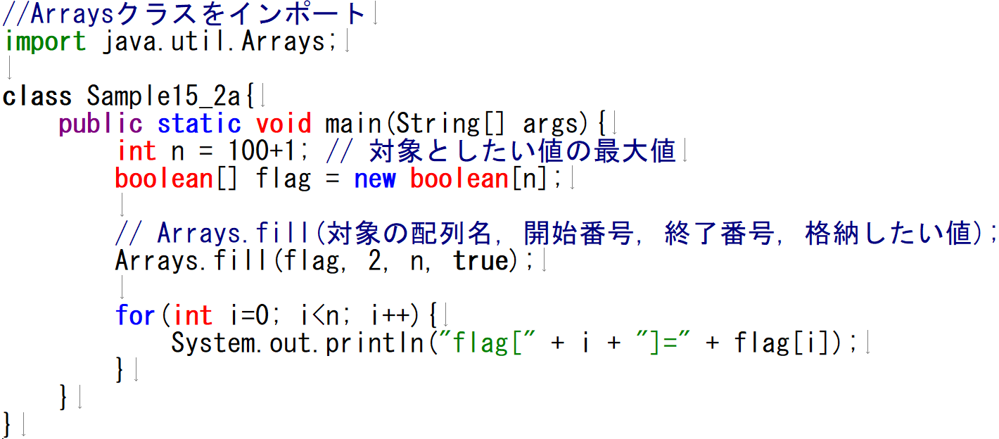 //Arraysクラスをインポート↓
import java.util.Arrays;↓
↓
class Sample15_2a{↓
    public static void main(String[] args){↓
        int n = 100+1; // 対象としたい値の最大値↓
        boolean[] flag = new boolean[n];↓
        ↓
        // Arrays.fill(対象の配列名, 開始番号, 終了番号, 格納したい値);
        Arrays.fill(flag, 2, n, true);↓
        ↓
        for(int i=0; i<n; i++){↓
            System.out.println("flag[" + i + "]=" + flag[i]);↓
        }↓
    }↓
}↓